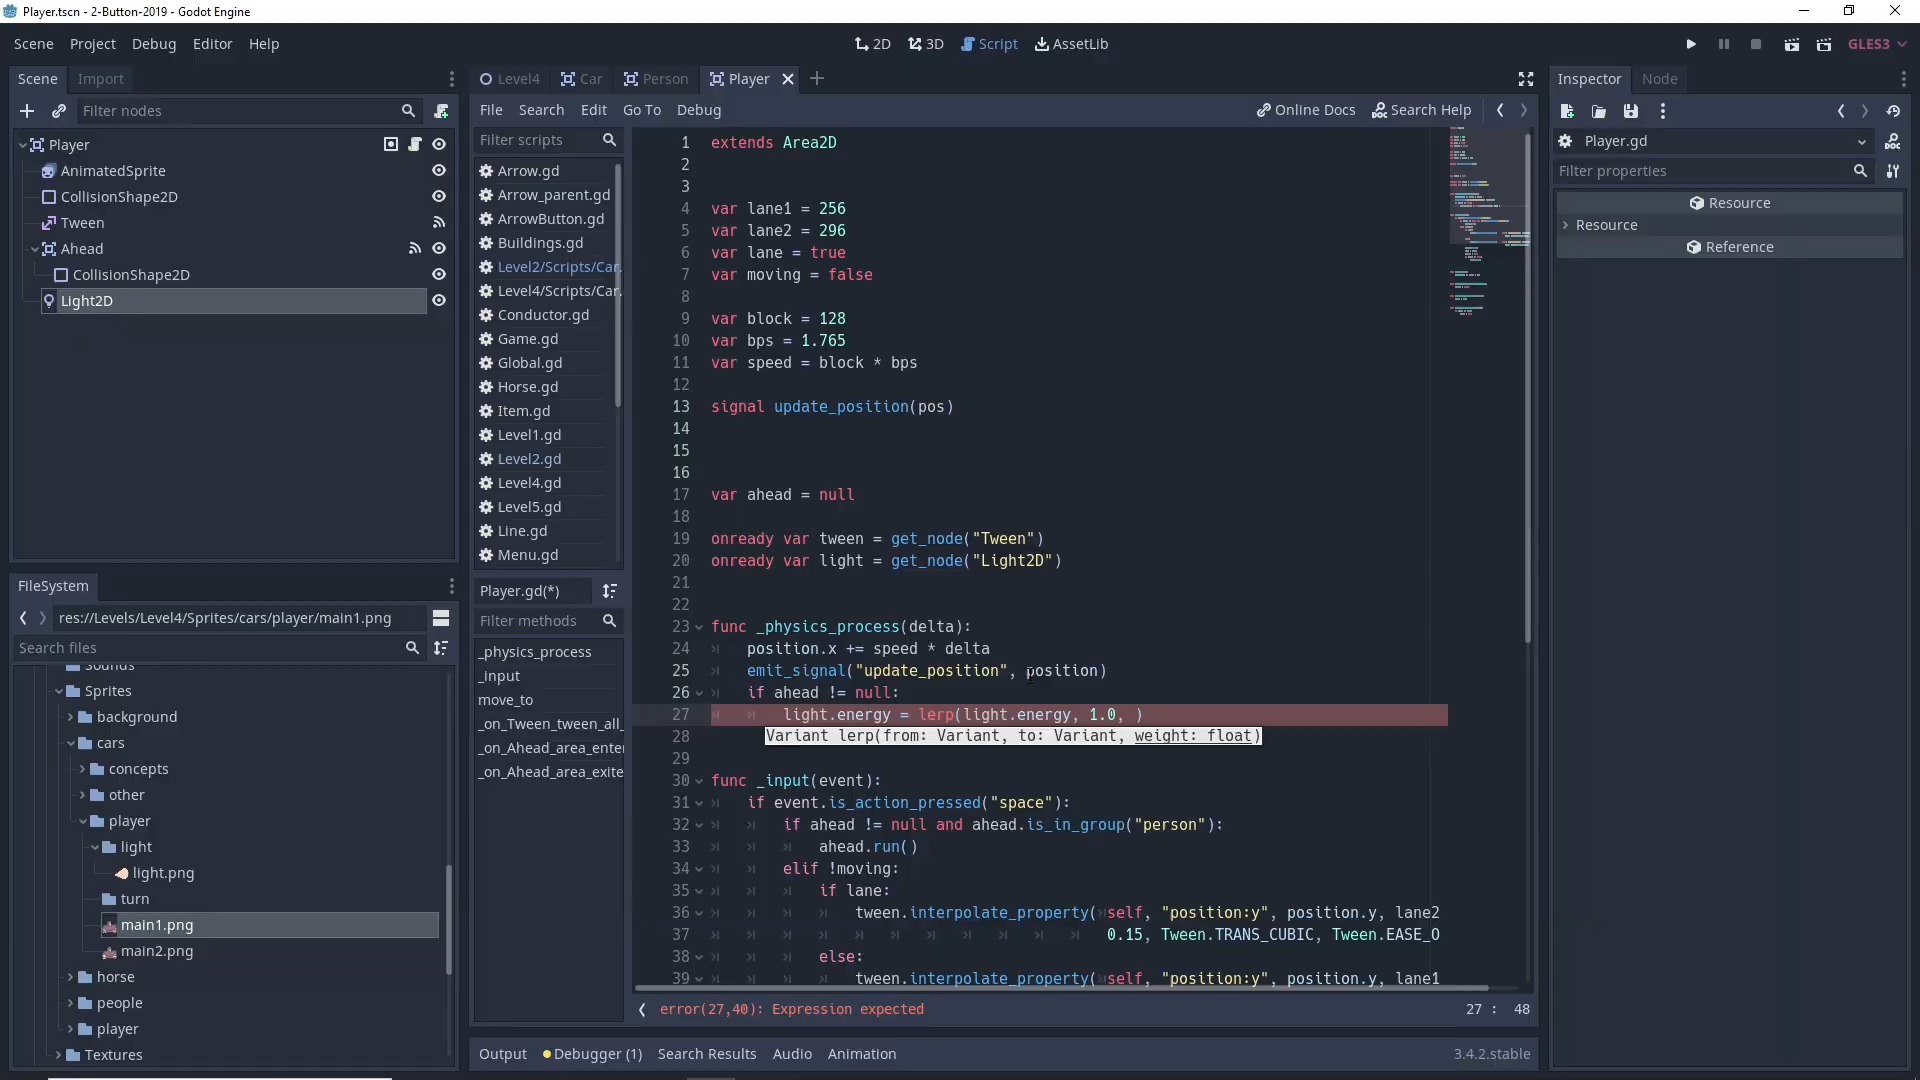 Player.tscn - 2-Button-2019 - Godot Engine
Scene Project Debug Editor Help
2D 3D Script AssetLib
GLES3
Scene Import
Filter nodes
Player
AnimatedSprite
CollisionShape2D
Tween
Ahead
CollisionShape2D
Light2D
FileSystem
res://Levels/Level4/Sprites/cars/player/main1.png
Search files
Sounds
Sprites
background
cars
concepts
other
player
light
light.png
turn
main1.png
main2.png
horse
people
player
Textures
Level4 Car Person Player
File Search Edit Go To Debug
Online Docs Search Help
Filter scripts
Arrow.gd
Arrow_parent.gd
ArrowButton.gd
Buildings.gd
Level2/Scripts/Car.
Level4/Scripts/Car.
Conductor.gd
Game.gd
Global.gd
Horse.gd
Item.gd
Level1.gd
Level2.gd
Level4.gd
Level5.gd
Line.gd
Menu.gd
Player.gd(*)
Filter methods
_physics_process
_input
move_to
_on_Tween_tween_all_
_on_Ahead_area_enter
_on_Ahead_area_exite
1 extends Area2D
2
3
4 var lane1 = 256
5 var lane2 = 296
6 var lane = true
7 var moving = false
8
9 var block = 128
10 var bps = 1.765
11 var speed = block * bps
12
13 signal update_position(pos)
14
15
16
17 var ahead = null
18
19 onready var tween = get_node("Tween")
20 onready var light = get_node("Light2D")
21
22
23 func _physics_process(delta):
24 position.x += speed * delta
25 emit_signal("update_position", position)
26 if ahead != null:
27 light.energy = lerp(light.energy, 1.0, )
28 Variant lerp(from: Variant, to: Variant, weight: float)
29
30 func _input(event):
31 if event.is_action_pressed("space"):
32 if ahead != null and ahead.is_in_group("person"):
33 ahead.run()
34 elif !moving:
35 if lane:
36 tween.interpolate_property( self, "position:y", position.y, lane2
37 0.15, Tween.TRANS_CUBIC, Tween.EASE_O
38 else:
39 tween.interpolate_property( self, "position:y", position.y, lane1
error(27,40): Expression expected
27 : 48
Output Debugger (1) Search Results Audio Animation
3.4.2.stable
Inspector Node
Player.gd
Filter properties
Resource
Resource
Reference